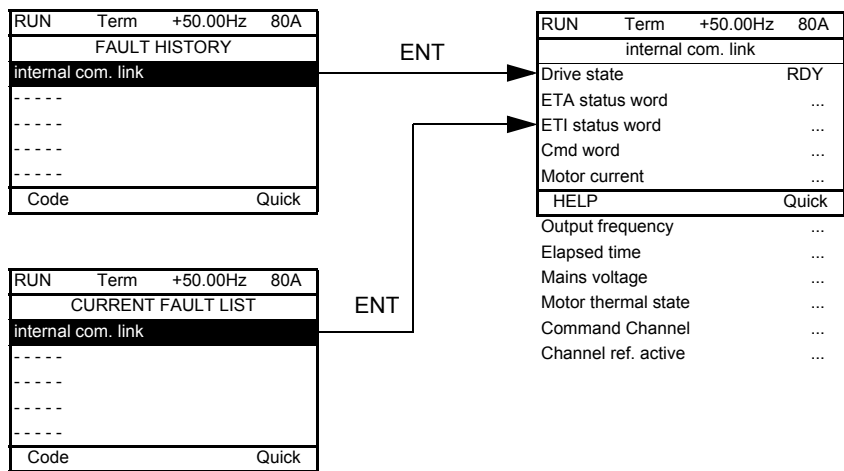 RUN Term +50.00Hz 80A
FAULT HISTORY
internal com. link
- - - - -
- - - - -
- - - - -
- - - - -
Code Quick
ENT
RUN Term +50.00Hz 80A
CURRENT FAULT LIST
internal com. link
- - - - -
- - - - -
- - - - -
- - - - -
Code Quick
ENT
RUN Term +50.00Hz 80A
internal com. link
Drive state RDY
ETA status word ...
ETI status word ...
Cmd word ...
Motor current ...
HELP Quick
Output frequency ...
Elapsed time ...
Mains voltage ...
Motor thermal state ...
Command Channel ...
Channel ref. active ...